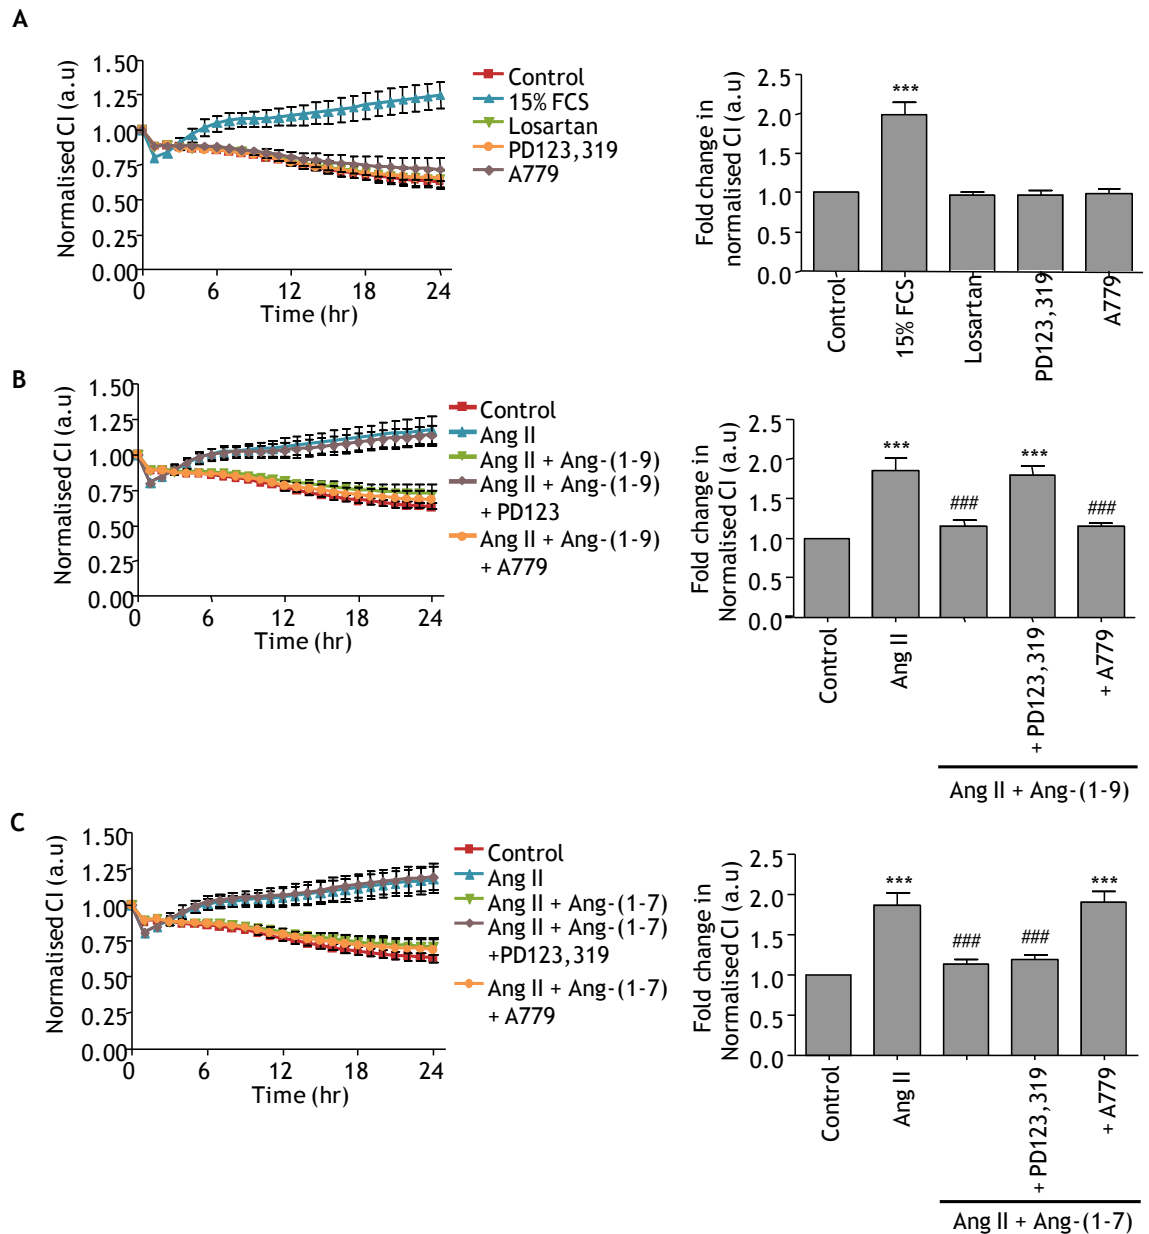 A
1.50
1.25
1.00
0.75
0.50
0.25
0.00
Normalised CI (a.u)
0 6 12 18 24
Time (hr)
Control
15% FCS
Losartan
PD123,319
A779
2.5
2.0
1.5
1.0
0.5
0.0
Fold change in
normalised CI (a.u)
***
Control
15% FCS
Losartan
PD123,319
A779
B
1.50
1.25
1.00
0.75
0.50
0.25
0.00
Normalised CI (a.u)
0 6 12 18 24
Time (hr)
Control
Ang II
Ang II + Ang-(1-9)
Ang II + Ang-(1-9)
+ PD123
Ang II + Ang-(1-9)
+ A779
2.5
2.0
1.5
1.0
0.5
0.0
Fold change in
Normalised CI (a.u)
***
###
***
###
Control
Ang II
+ PD123,319
+ A779
Ang II + Ang-(1-9)
C
1.50
1.25
1.00
0.75
0.50
0.25
0.00
Normalised CI (a.u)
0 6 12 18 24
Time (hr)
Control
Ang II
Ang II + Ang-(1-7)
Ang II + Ang-(1-7)
+PD123,319
Ang II + Ang-(1-7)
+ A779
2.5
2.0
1.5
1.0
0.5
0.0
Fold change in
Normalised CI (a.u)
***
###
###
***
Control
Ang II
+ PD123,319
+ A779
Ang II + Ang-(1-7)